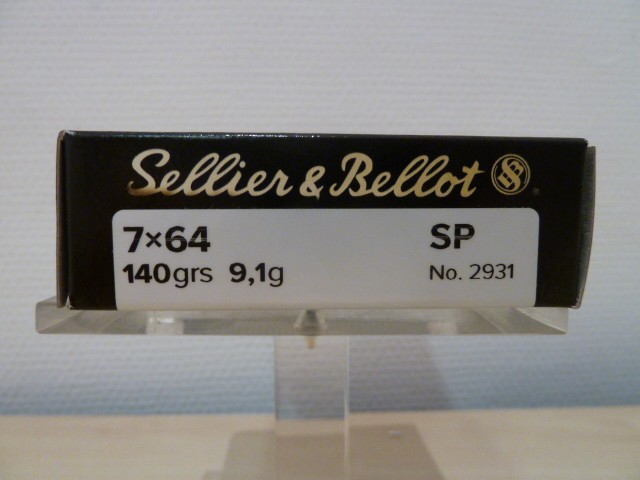 Sellier & Bellot
7×64 SP
140grs 9,1g No. 2931